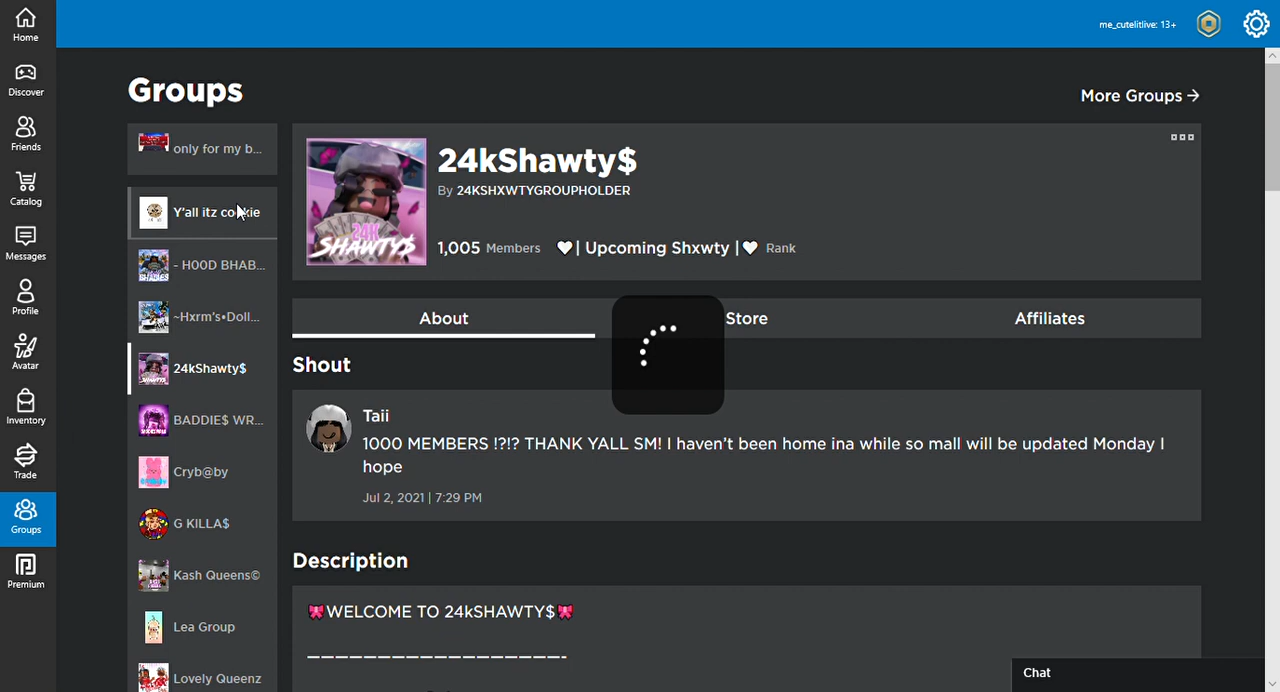 Home
Discover
Friends
Catalog
Messages
Profile
Avatar
Inventory
Trade
Groups
Premium
me_cutelitlive: 13+
Groups
More Groups →
only for my b...
Y'all itz cookie
- H00D BHAB...
~Hxrm's•Doll...
24kShawty$
BADDIE$ WR...
Cryb@by
G KILLA$
Kash Queens©
Lea Group
Lovely Queenz
24K
SHAWTY$
24kShawty$
By 24KSHXWTYGROUPHOLDER
1,005 Members 🤍| Upcoming Shxwty |🤍 Rank
About Store Affiliates
Shout
Taii
1000 MEMBERS !?!? THANK YALL SM! I haven't been home ina while so mall will be updated Monday I
hope
Jul 2, 2021 | 7:29 PM
Description
🎀WELCOME TO 24kSHAWTY$🎀
——————————————————-
Chat